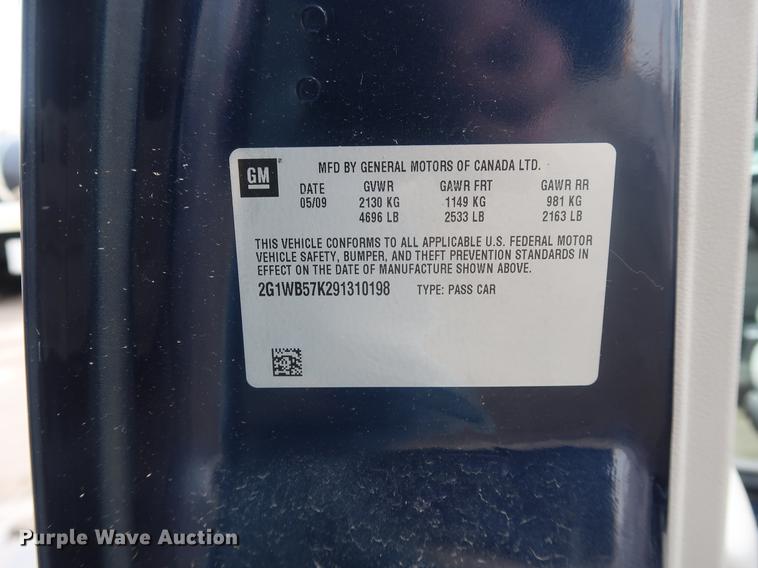 GM
MFD BY GENERAL MOTORS OF CANADA LTD.
DATE GVWR GAWR FRT GAWR RR
05/09 2130 KG 1149 KG 981 KG
4696 LB 2533 LB 2163 LB
THIS VEHICLE CONFORMS TO ALL APPLICABLE U.S. FEDERAL MOTOR
VEHICLE SAFETY, BUMPER, AND THEFT PREVENTION STANDARDS IN
EFFECT ON THE DATE OF MANUFACTURE SHOWN ABOVE.
2G1WB57K291310198 TYPE: PASS CAR
Purple Wave Auction